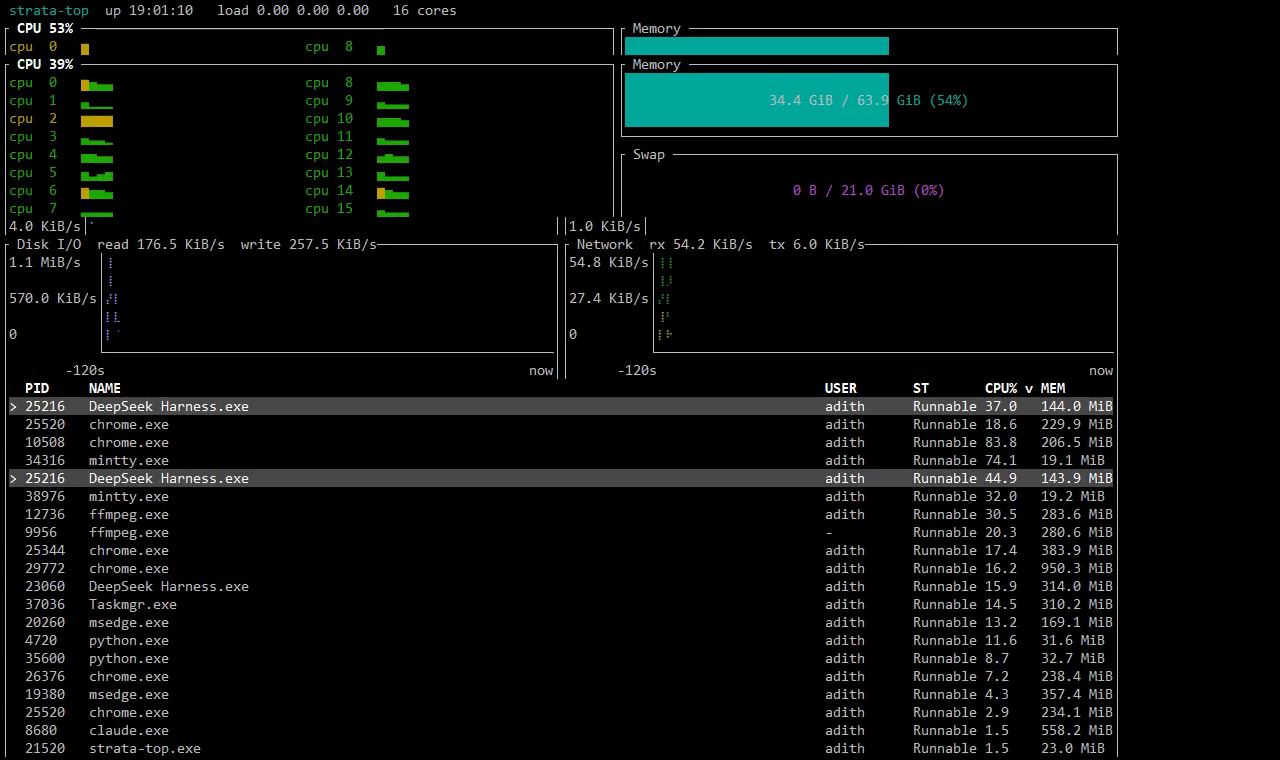 strata-top  up 19:01:10   load 0.00 0.00 0.00   16 cores
CPU 53%   Memory
cpu  0   cpu  8
CPU 39%   Memory
cpu  0   cpu  8
cpu  1   cpu  9   34.4 GiB / 63.9 GiB (54%)
cpu  2   cpu 10
cpu  3   cpu 11
cpu  4   cpu 12   Swap
cpu  5   cpu 13
cpu  6   cpu 14   0 B / 21.0 GiB (0%)
cpu  7   cpu 15
4.0 KiB/s   1.0 KiB/s
Disk I/O  read 176.5 KiB/s  write 257.5 KiB/s   Network  rx 54.2 KiB/s  tx 6.0 KiB/s
1.1 MiB/s   54.8 KiB/s
570.0 KiB/s   27.4 KiB/s
0   0
-120s   now   -120s   now
PID   NAME   USER   ST   CPU% v MEM
> 25216   DeepSeek Harness.exe   adith   Runnable 37.0   144.0 MiB
25520   chrome.exe   adith   Runnable 18.6   229.9 MiB
10508   chrome.exe   adith   Runnable 83.8   206.5 MiB
34316   mintty.exe   adith   Runnable 74.1   19.1 MiB
> 25216   DeepSeek Harness.exe   adith   Runnable 44.9   143.9 MiB
38976   mintty.exe   adith   Runnable 32.0   19.2 MiB
12736   ffmpeg.exe   adith   Runnable 30.5   283.6 MiB
9956   ffmpeg.exe   -   Runnable 20.3   280.6 MiB
25344   chrome.exe   adith   Runnable 17.4   383.9 MiB
29772   chrome.exe   adith   Runnable 16.2   950.3 MiB
23060   DeepSeek Harness.exe   adith   Runnable 15.9   314.0 MiB
37036   Taskmgr.exe   adith   Runnable 14.5   310.2 MiB
20260   msedge.exe   adith   Runnable 13.2   169.1 MiB
4720   python.exe   adith   Runnable 11.6   31.6 MiB
35600   python.exe   adith   Runnable 8.7   32.7 MiB
26376   chrome.exe   adith   Runnable 7.2   238.4 MiB
19380   msedge.exe   adith   Runnable 4.3   357.4 MiB
25520   chrome.exe   adith   Runnable 2.9   234.1 MiB
8680   claude.exe   adith   Runnable 1.5   558.2 MiB
21520   strata-top.exe   adith   Runnable 1.5   23.0 MiB